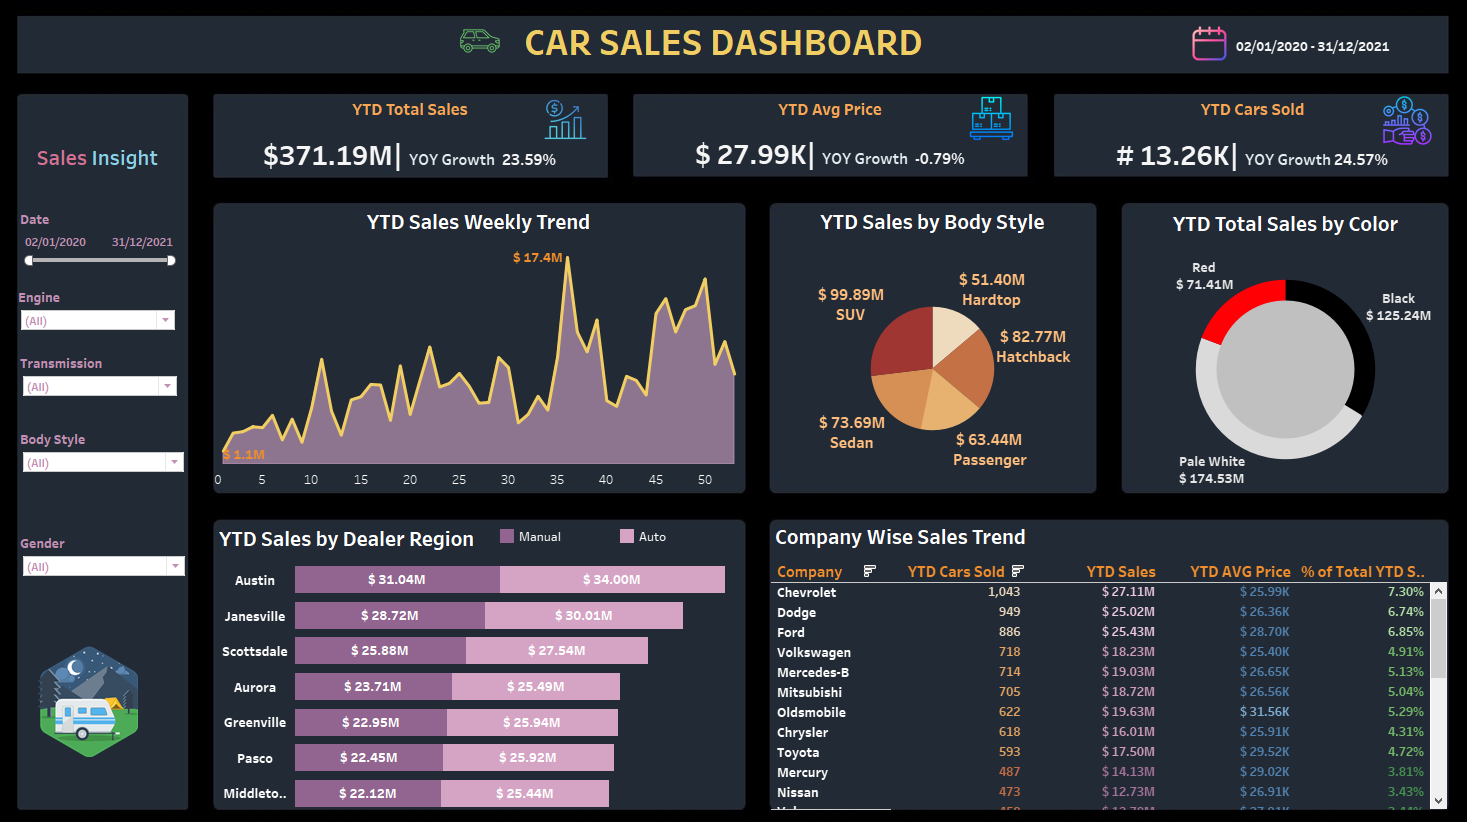 CAR SALES DASHBOARD
02/01/2020 - 31/12/2021
Sales Insight
Date
02/01/2020 31/12/2021
Engine
(All)
Transmission
(All)
Body Style
(All)
Gender
(All)
YTD Total Sales
$371.19M| YOY Growth 23.59%
YTD Avg Price
$ 27.99K| YOY Growth -0.79%
YTD Cars Sold
# 13.26K| YOY Growth 24.57%
YTD Sales Weekly Trend
$ 17.4M
$ 1.1M
0 5 10 15 20 25 30 35 40 45 50
YTD Sales by Body Style
$ 51.40M
Hardtop
$ 99.89M
SUV
$ 82.77M
Hatchback
$ 73.69M
Sedan
$ 63.44M
Passenger
YTD Total Sales by Color
Red
$ 71.41M
Black
$ 125.24M
Pale White
$ 174.53M
YTD Sales by Dealer Region Manual Auto
Austin $ 31.04M $ 34.00M
Janesville $ 28.72M $ 30.01M
Scottsdale $ 25.88M $ 27.54M
Aurora $ 23.71M $ 25.49M
Greenville $ 22.95M $ 25.94M
Pasco $ 22.45M $ 25.92M
Middleto.. $ 22.12M $ 25.44M
Company Wise Sales Trend
Company YTD Cars Sold YTD Sales YTD AVG Price % of Total YTD S..
Chevrolet 1,043 $ 27.11M $ 25.99K 7.30%
Dodge 949 $ 25.02M $ 26.36K 6.74%
Ford 886 $ 25.43M $ 28.70K 6.85%
Volkswagen 718 $ 18.23M $ 25.40K 4.91%
Mercedes-B 714 $ 19.03M $ 26.65K 5.13%
Mitsubishi 705 $ 18.72M $ 26.56K 5.04%
Oldsmobile 622 $ 19.63M $ 31.56K 5.29%
Chrysler 618 $ 16.01M $ 25.91K 4.31%
Toyota 593 $ 17.50M $ 29.52K 4.72%
Mercury 487 $ 14.13M $ 29.02K 3.81%
Nissan 473 $ 12.73M $ 26.91K 3.43%